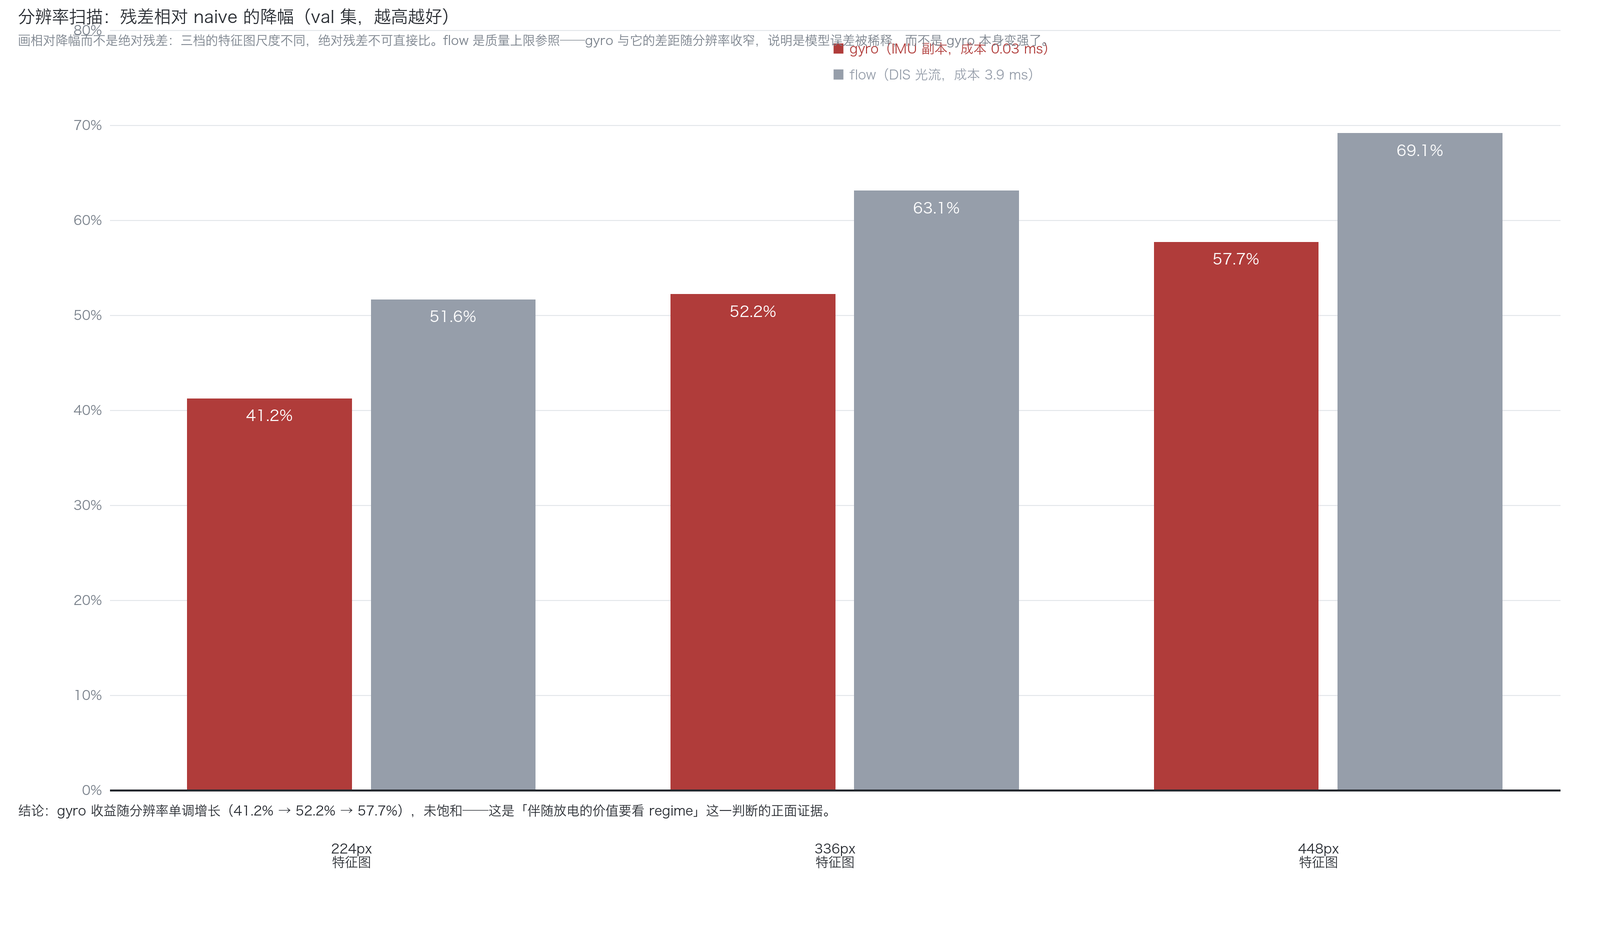 分辨率扫描：残差相对 naive 的降幅（val 集，越高越好）
80%
画相对降幅而不是绝对残差：三档的特征图尺度不同，绝对残差不可直接比。flow 是质量上限参照——gyro 与它的差距随分辨率收窄，说明是模型误差被稀释，而不是 gyro 本身变强了。
gyro（IMU 副本，成本 0.03 ms）
flow（DIS 光流，成本 3.9 ms）
70%
69.1%
63.1%
60%
57.7%
52.2%
51.6%
50%
41.2%
40%
30%
20%
10%
0%
结论：gyro 收益随分辨率单调增长（41.2% → 52.2% → 57.7%），未饱和——这是「伴随放电的价值要看 regime」这一判断的正面证据。
224px
特征图
336px
特征图
448px
特征图